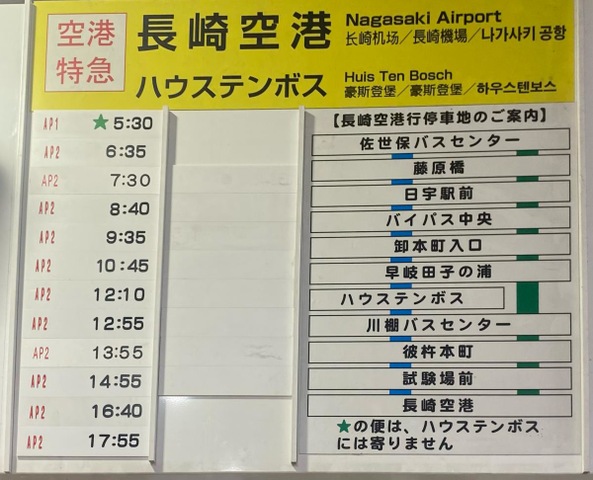 空港
特急
長崎空港
Nagasaki Airport
长崎机场／長崎機場／나가사키 공항
ハウステンボス
Huis Ten Bosch
豪斯登堡／豪斯登堡／하우스텐보스
AP1 ★ 5:30
AP2 6:35
AP2 7:30
AP2 8:40
AP2 9:35
AP2 10:45
AP2 12:10
AP2 12:55
AP2 13:55
AP2 14:55
AP2 16:40
AP2 17:55
【長崎空港行停車地のご案内】
佐世保バスセンター
藤原橋
日宇駅前
バイパス中央
卸本町入口
早岐田子の浦
ハウステンボス
川棚バスセンター
彼杵本町
試験場前
長崎空港
★の便は、ハウステンボス
には寄りません